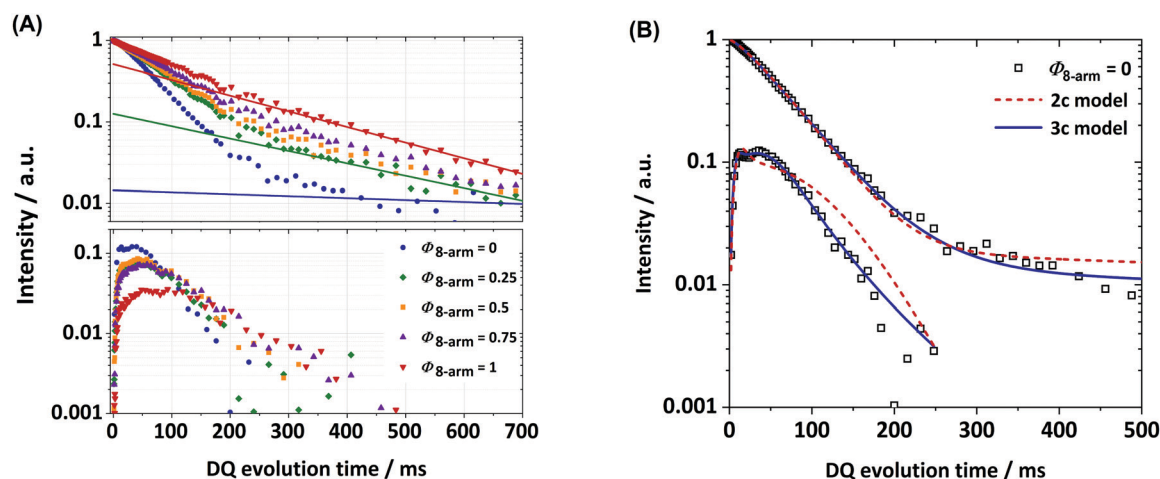 (A)
Intensity / a.u.
1
0.1
0.01
0.1
0.01
0.001
Φ8-arm = 0
Φ8-arm = 0.25
Φ8-arm = 0.5
Φ8-arm = 0.75
Φ8-arm = 1
0 100 200 300 400 500 600 700
DQ evolution time / ms
(B)
Intensity / a.u.
1
0.1
0.01
0.001
Φ8-arm = 0
2c model
3c model
0 100 200 300 400 500
DQ evolution time / ms